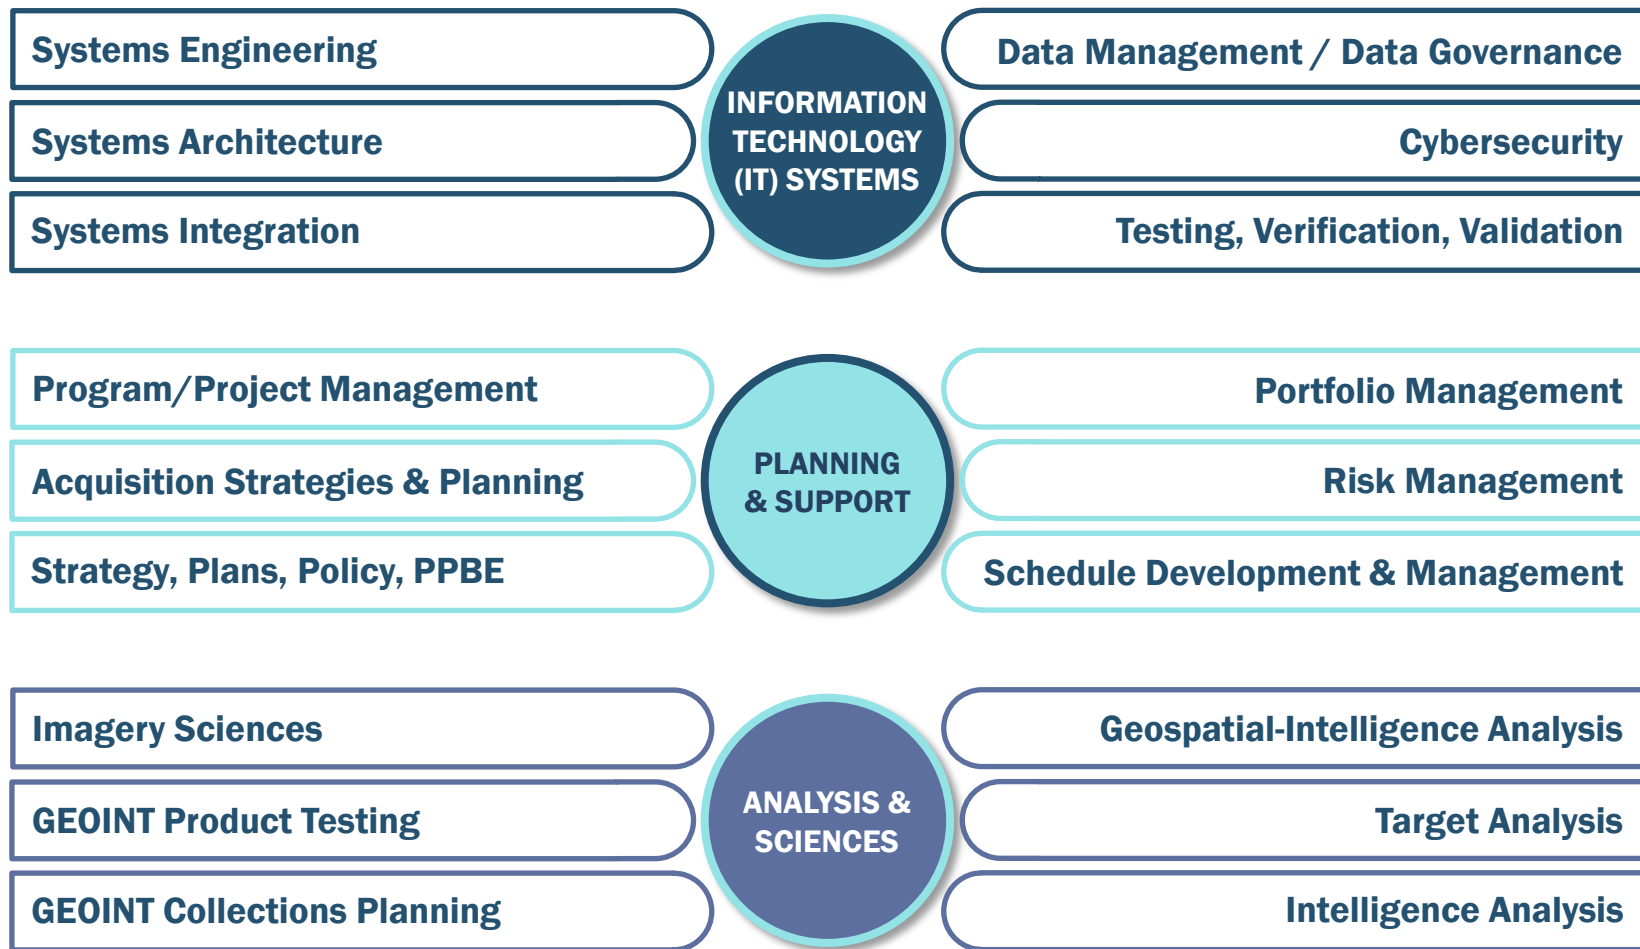 Systems Engineering
Systems Architecture
Systems Integration
INFORMATION
TECHNOLOGY
(IT) SYSTEMS
Data Management / Data Governance
Cybersecurity
Testing, Verification, Validation
Program/Project Management
Acquisition Strategies & Planning
Strategy, Plans, Policy, PPBE
PLANNING
& SUPPORT
Portfolio Management
Risk Management
Schedule Development & Management
Imagery Sciences
GEOINT Product Testing
GEOINT Collections Planning
ANALYSIS &
SCIENCES
Geospatial-Intelligence Analysis
Target Analysis
Intelligence Analysis